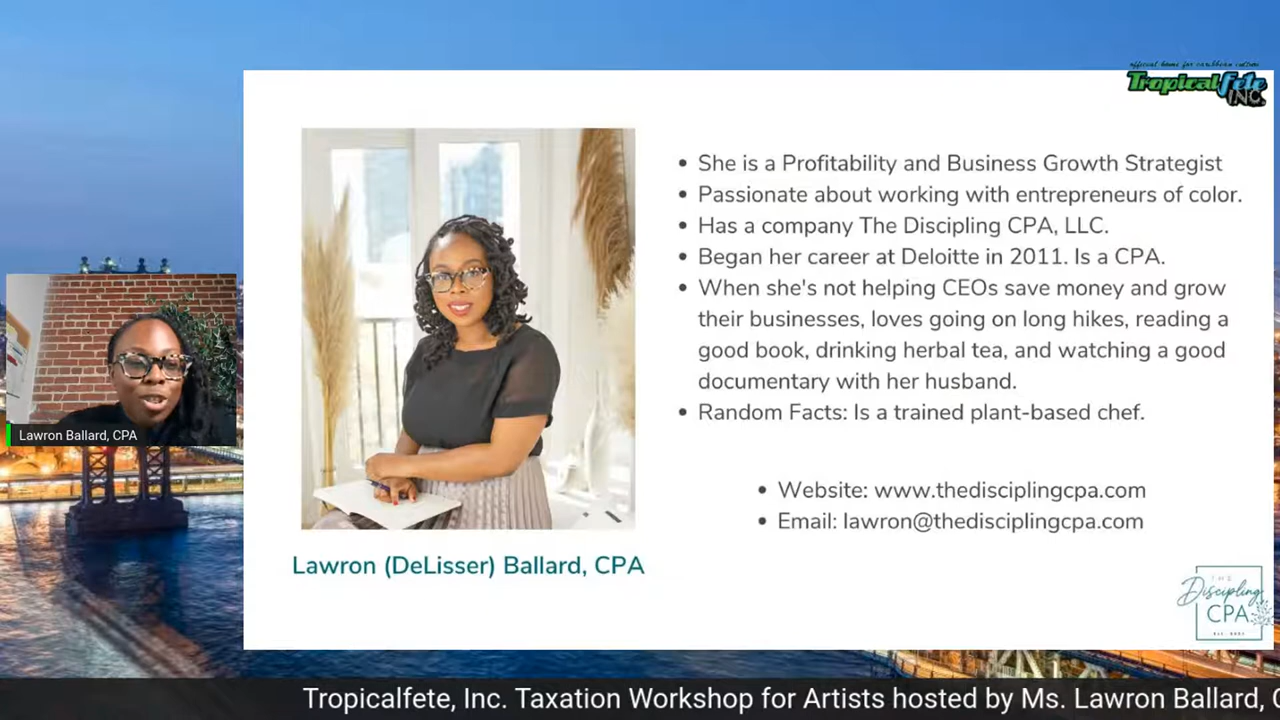 official home for caribbean culture
Tropicalfete
INC.
She is a Profitability and Business Growth Strategist
Passionate about working with entrepreneurs of color.
Has a company The Discipling CPA, LLC.
Began her career at Deloitte in 2011. Is a CPA.
When she's not helping CEOs save money and grow
their businesses, loves going on long hikes, reading a
good book, drinking herbal tea, and watching a good
documentary with her husband.
Random Facts: Is a trained plant-based chef.
Website: www.thedisciplingcpa.com
Email: lawron@thedisciplingcpa.com
Lawron (DeLisser) Ballard, CPA
Lawron Ballard, CPA
THE
Discipling
CPA
Tropicalfete, Inc. Taxation Workshop for Artists hosted by Ms. Lawron Ballard, C